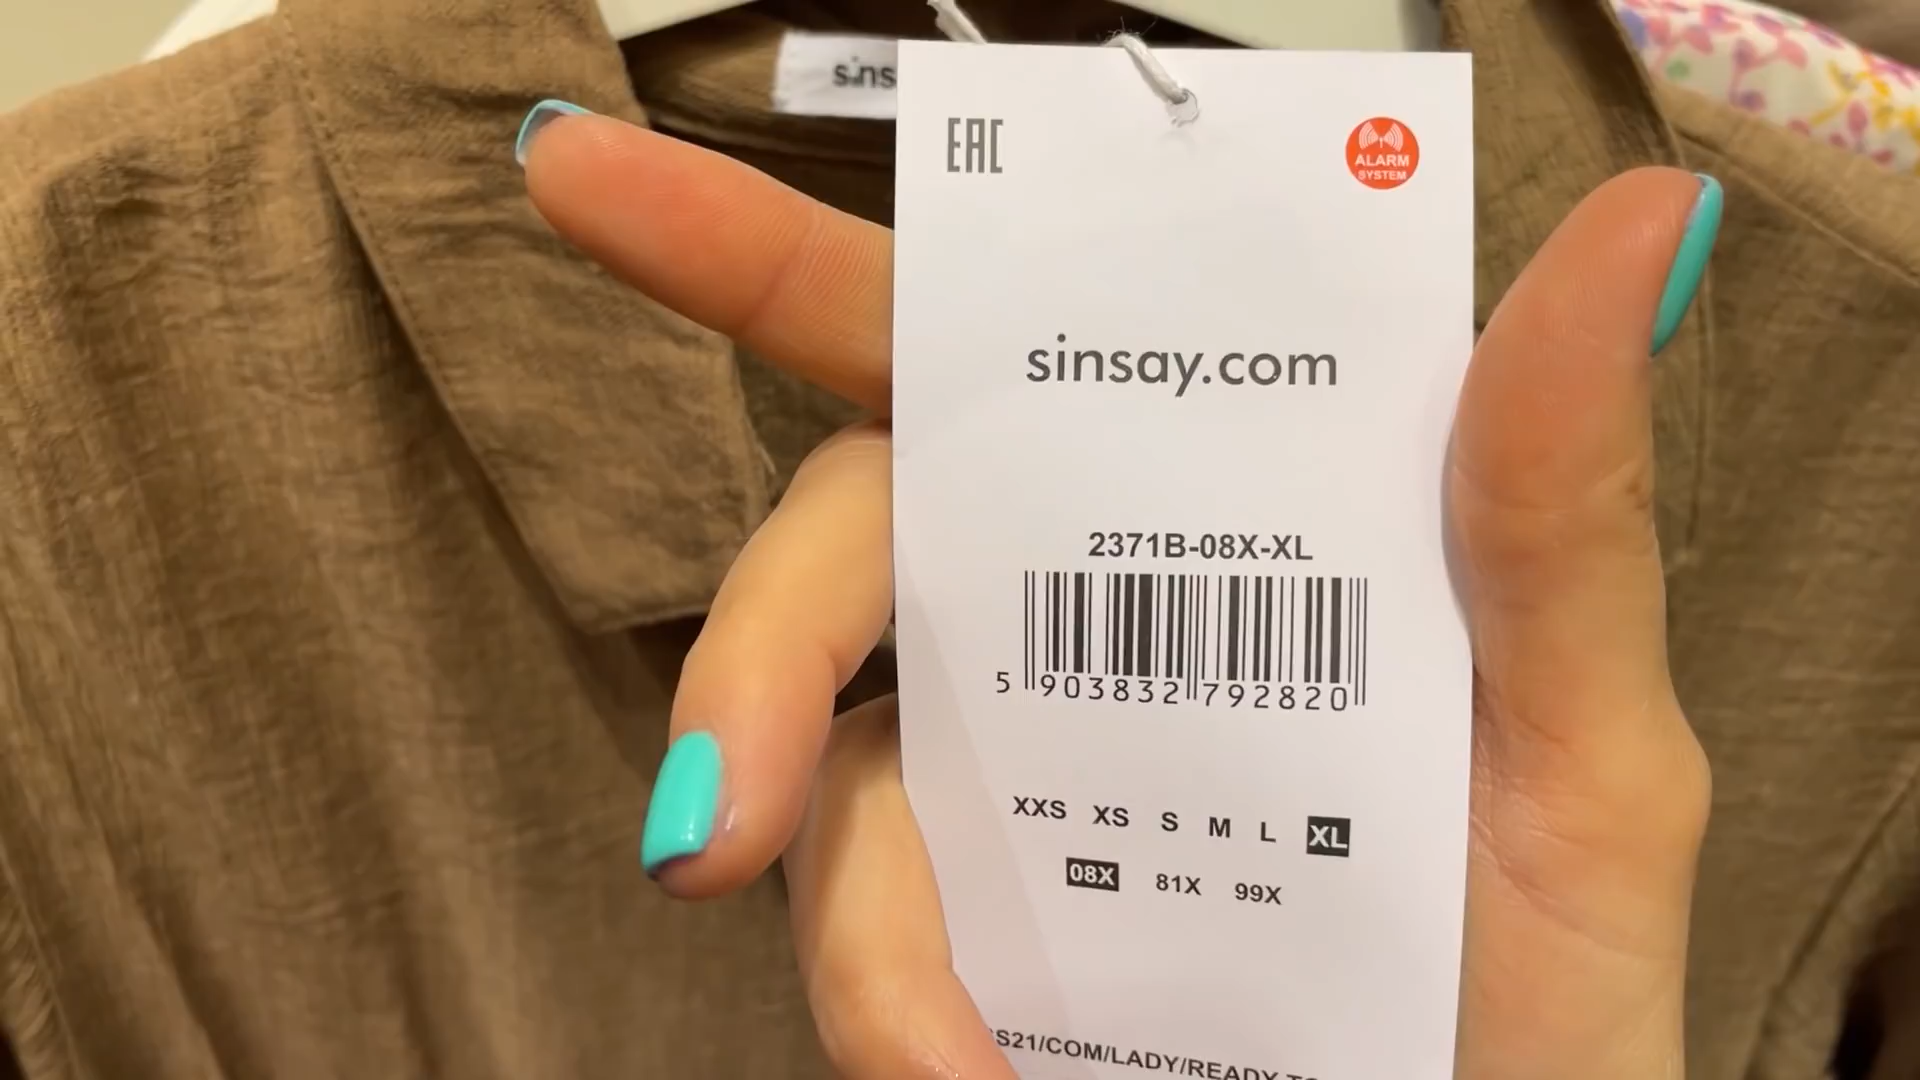 sins
EAC
ALARM
SYSTEM
sinsay.com
2371B-08X-XL
5 903832 792820
XXS XS S M L XL
08X 81X 99X
S21/COM/LADY/READY